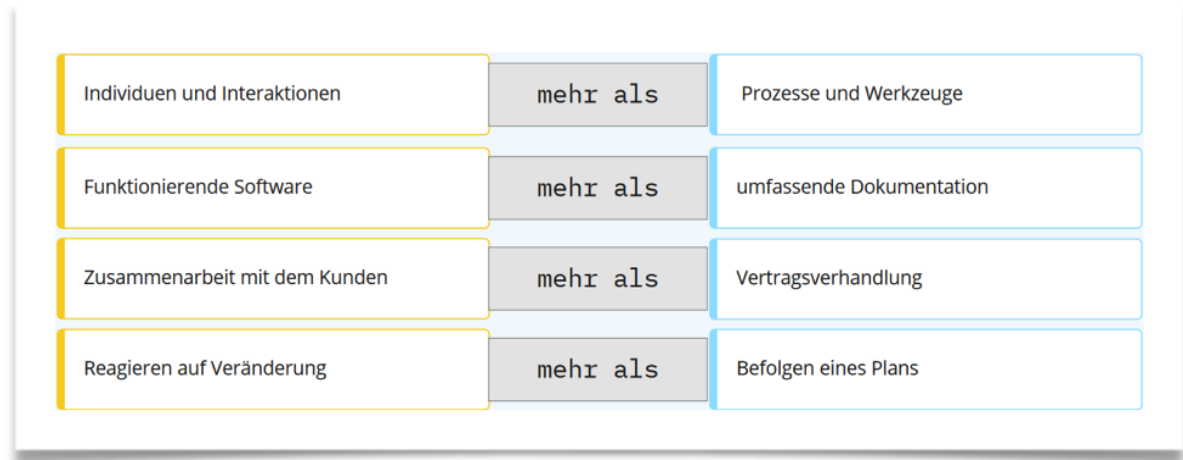 Individuen und Interaktionen mehr als Prozesse und Werkzeuge
Funktionierende Software mehr als umfassende Dokumentation
Zusammenarbeit mit dem Kunden mehr als Vertragsverhandlung
Reagieren auf Veränderung mehr als Befolgen eines Plans